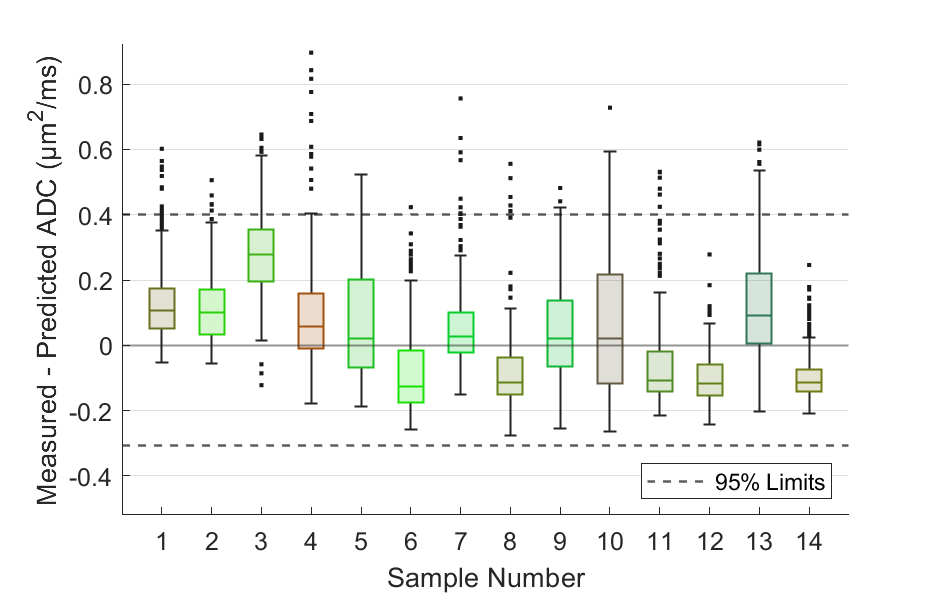 Measured - Predicted ADC (μm²/ms)
0.8
0.6
0.4
0.2
0
-0.2
-0.4
95% Limits
1 2 3 4 5 6 7 8 9 10 11 12 13 14
Sample Number